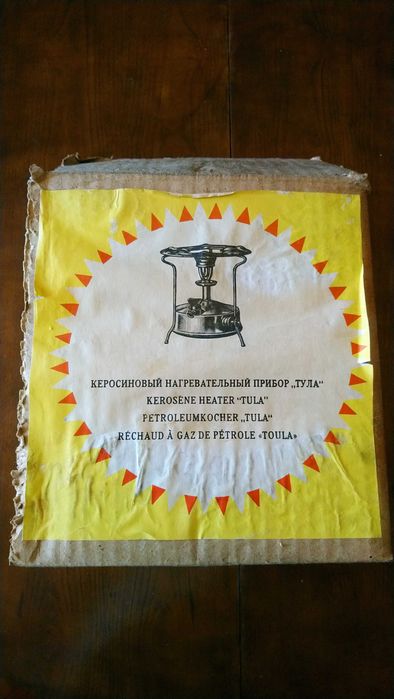 КЕРОСИНОВЫЙ НАГРЕВАТЕЛЬНЫЙ ПРИБОР „ТУЛА“
KEROSENE HEATER “TULA”
PETROLEUMKOCHER „TULA“
RÉCHAUD À GAZ DE PÉTROLE «TOULA»